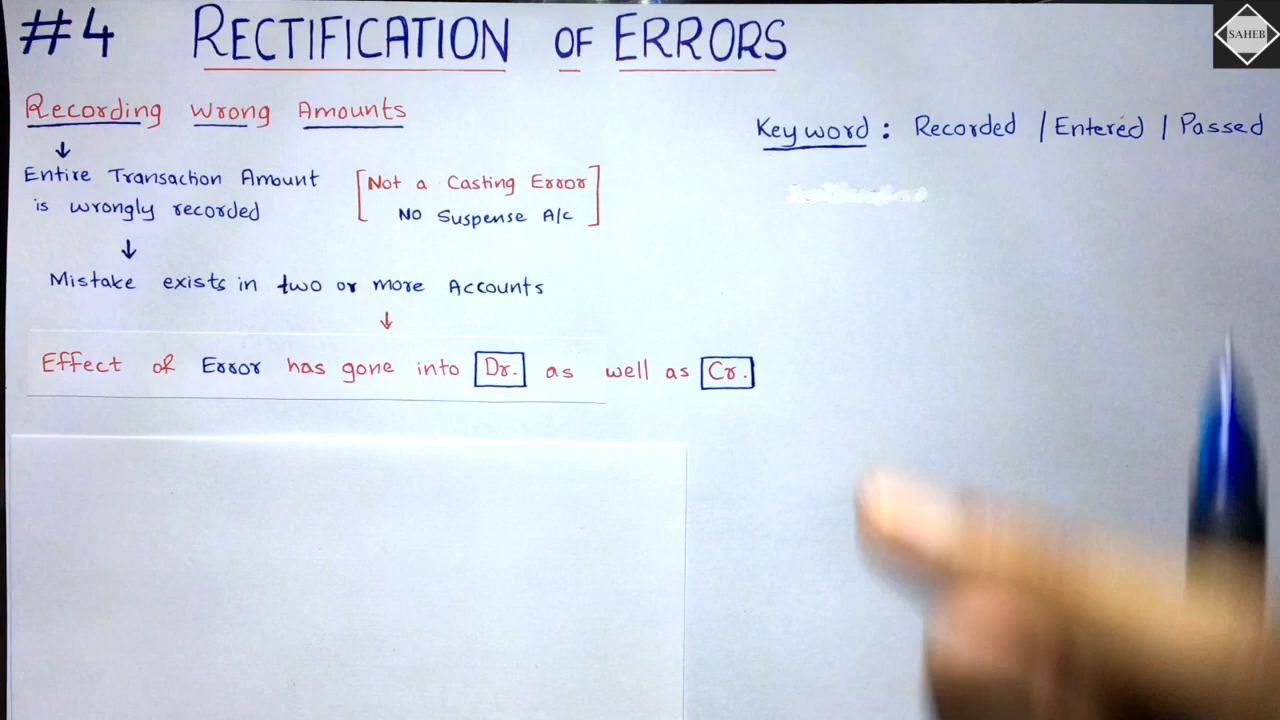 #4 RECTIFICATION OF ERRORS
SAHEB
Recording Wrong Amounts
Keyword : Recorded / Entered / Passed
Entire Transaction Amount
is wrongly recorded
[Not a Casting Error
No Suspense A/c]
Mistake exists in two or more Accounts
Effect of Error has gone into Dr. as well as Cr.